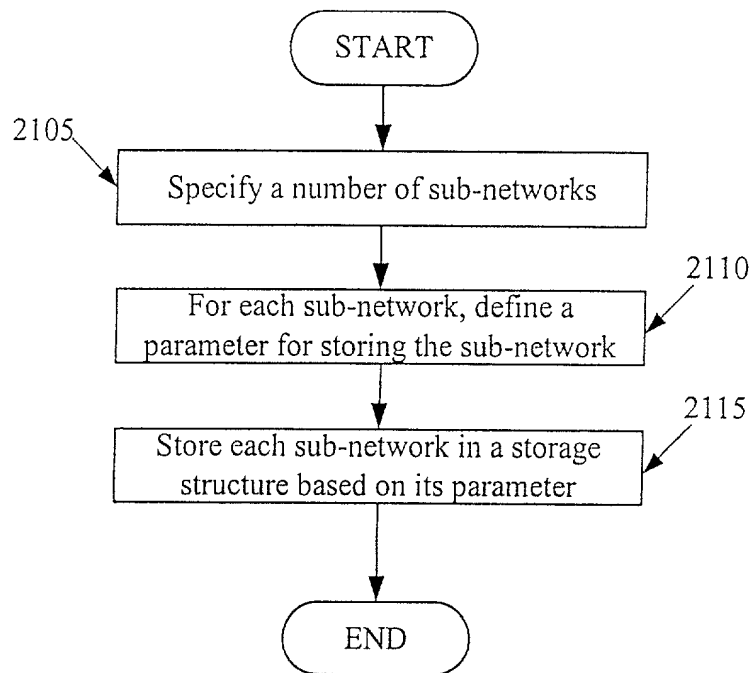 START
2105
Specify a number of sub-networks
2110
For each sub-network, define a
parameter for storing the sub-network
2115
Store each sub-network in a storage
structure based on its parameter
END